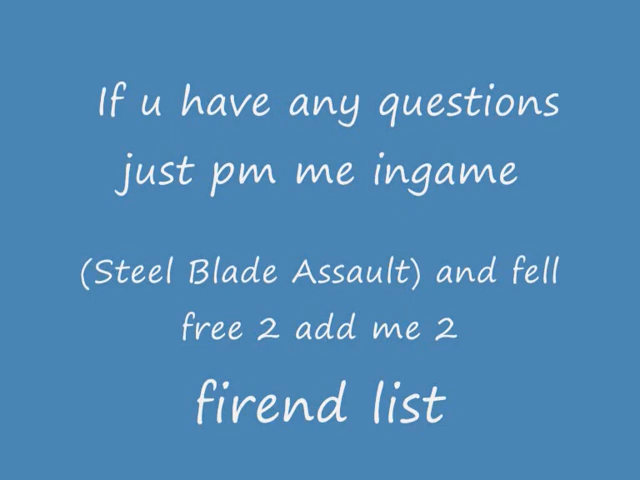 If u have any questions
just pm me ingame
(Steel Blade Assault) and fell
free 2 add me 2
firend list